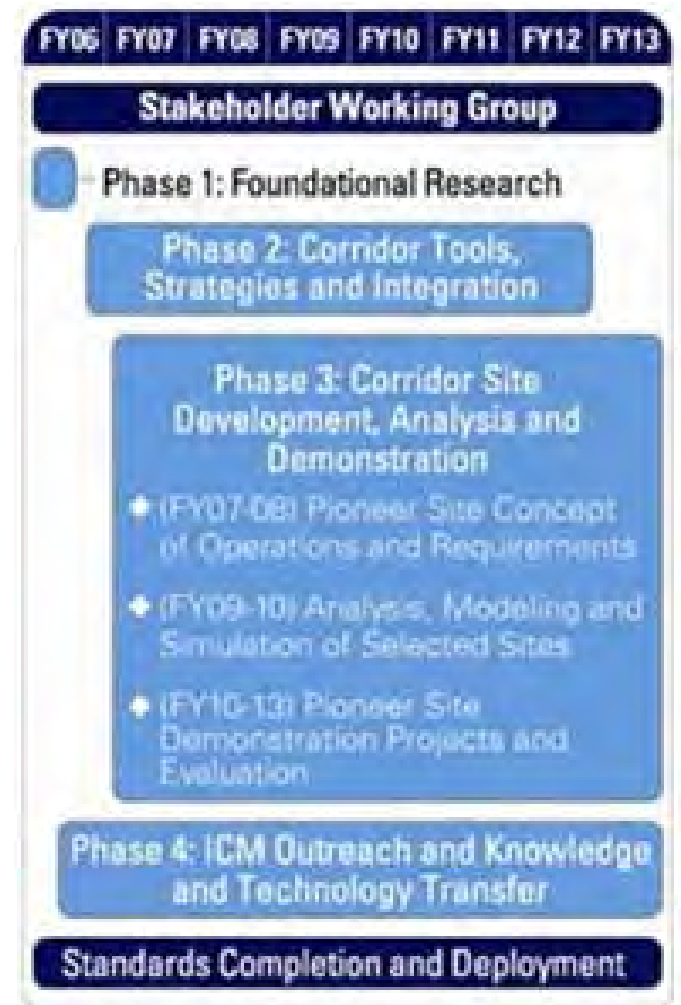 FY06 FY07 FY08 FY09 FY10 FY11 FY12 FY13
Stakeholder Working Group
Phase 1: Foundational Research
Phase 2: Corridor Tools,
Strategies and Integration
Phase 3: Corridor Site
Development, Analysis and
Demonstration
(FY07-08) Pioneer Site Concept
of Operations and Requirements
(FY09-10) Analysis, Modeling and
Simulation of Selected Sites
(FY10-13) Pioneer Site
Demonstration Projects and
Evaluation
Phase 4: ICM Outreach and Knowledge
and Technology Transfer
Standards Completion and Deployment